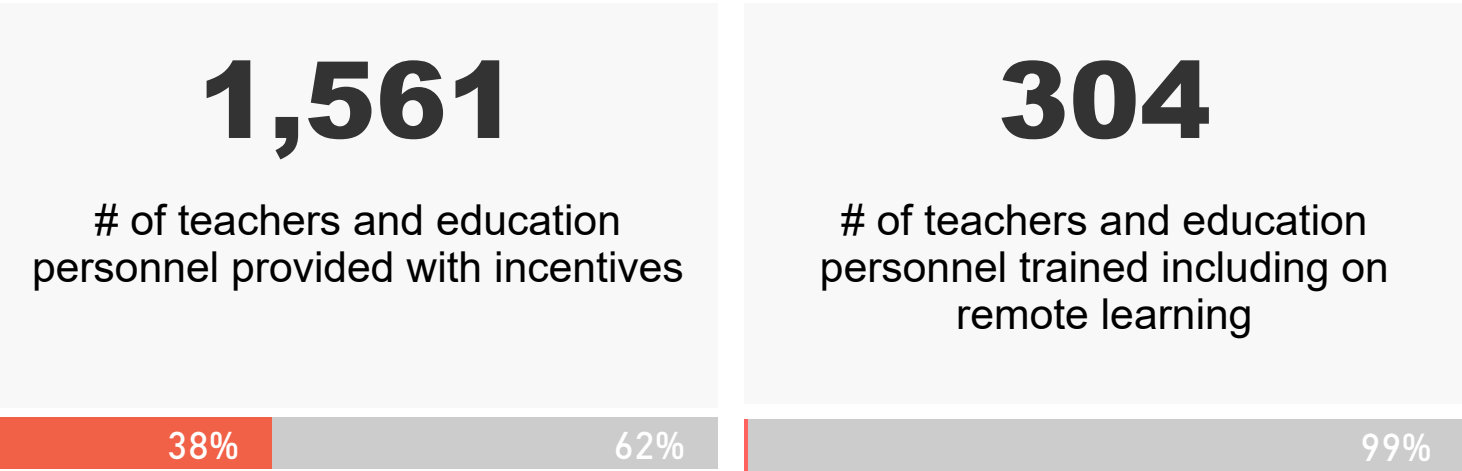 1,561
# of teachers and education
personnel provided with incentives
38% 62%
304
# of teachers and education
personnel trained including on
remote learning
99%